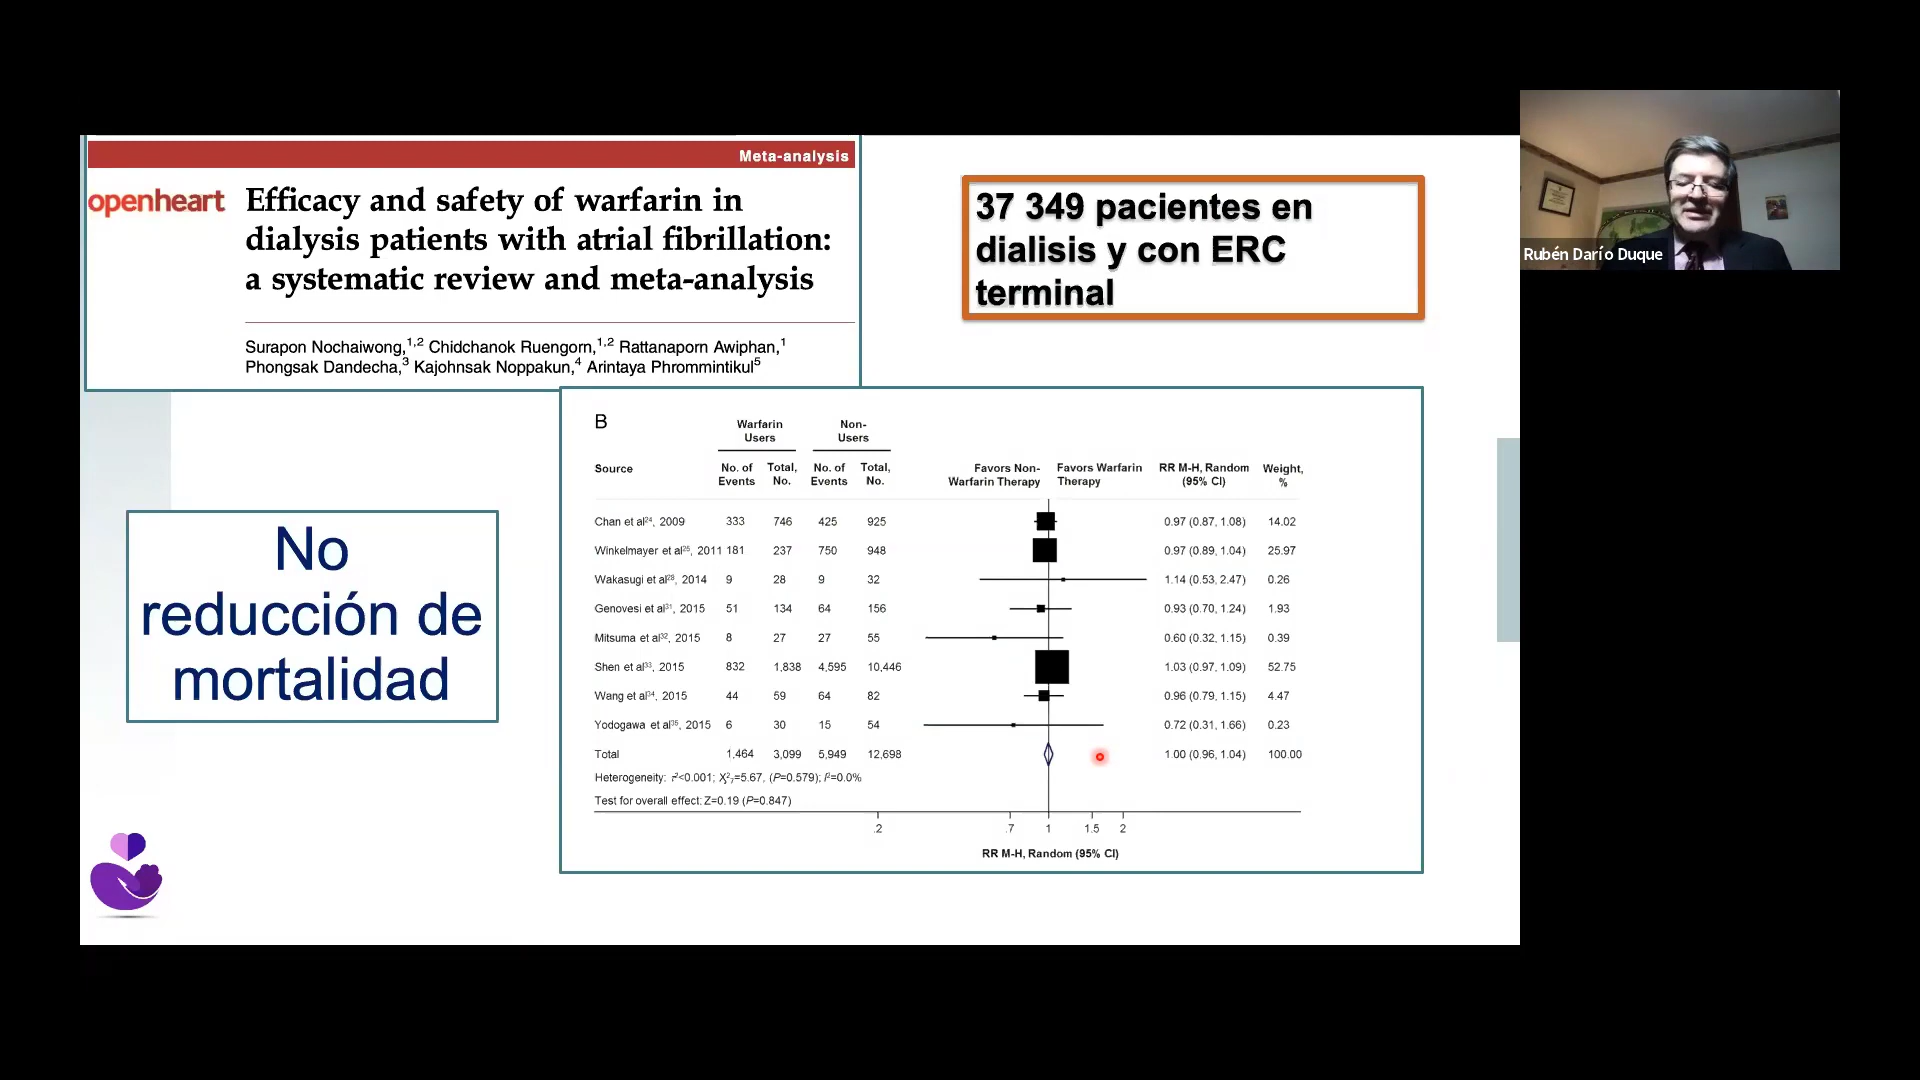 Meta-analysis
openheart
Efficacy and safety of warfarin in
dialysis patients with atrial fibrillation:
a systematic review and meta-analysis
Surapon Nochaiwong,1,2 Chidchanok Ruengorn,1,2 Rattanaporn Awiphan,1
Phongsak Dandecha,3 Kajohnsak Noppakun,4 Arintaya Phrommintikul5
37 349 pacientes en
dialisis y con ERC
terminal
Rubén Darío Duque
No
reducción de
mortalidad
B
Warfarin Users Non-Users
Source No. of Events Total, No. No. of Events Total, No. Favors Non-Warfarin Therapy Favors Warfarin Therapy RR M-H, Random (95% CI) Weight, %
Chan et al24, 2009 333 746 425 925 0.97 (0.87, 1.08) 14.02
Winkelmayer et al25, 2011 181 237 750 948 0.97 (0.89, 1.04) 25.97
Wakasugi et al28, 2014 9 28 9 32 1.14 (0.53, 2.47) 0.26
Genovesi et al31, 2015 51 134 64 156 0.93 (0.70, 1.24) 1.93
Mitsuma et al32, 2015 8 27 27 55 0.60 (0.32, 1.15) 0.39
Shen et al33, 2015 832 1,838 4,595 10,446 1.03 (0.97, 1.09) 52.75
Wang et al34, 2015 44 59 64 82 0.96 (0.79, 1.15) 4.47
Yodogawa et al35, 2015 6 30 15 54 0.72 (0.31, 1.66) 0.23
Total 1,464 3,099 5,949 12,698 1.00 (0.96, 1.04) 100.00
Heterogeneity: τ²<0.001; X²₇=5.67, (P=0.579); I²=0.0%
Test for overall effect: Z=0.19 (P=0.847)
.2 .7 1 1.5 2
RR M-H, Random (95% CI)